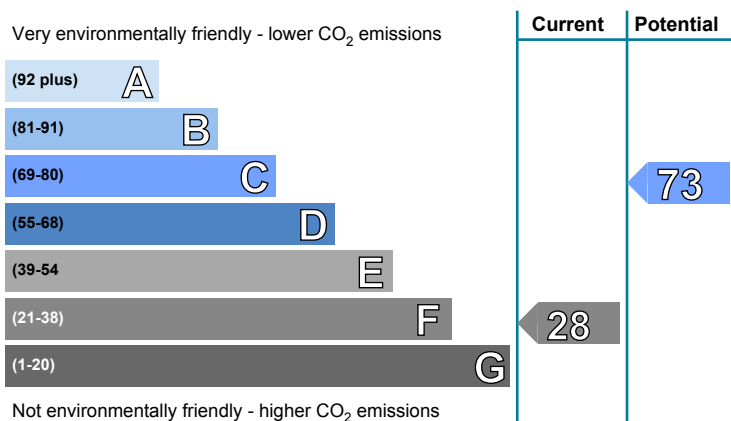 Very environmentally friendly - lower CO2 emissions
Current
Potential
(92 plus) A
(81-91) B
(69-80) C
73
(55-68) D
(39-54 E
(21-38) F
28
(1-20) G
Not environmentally friendly - higher CO2 emissions